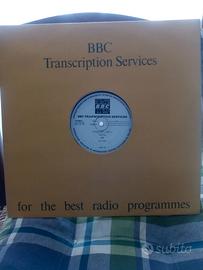 BBC
Transcription Services
BBC
BBC TRANSCRIPTION SERVICES
for the best radio programmes
subito